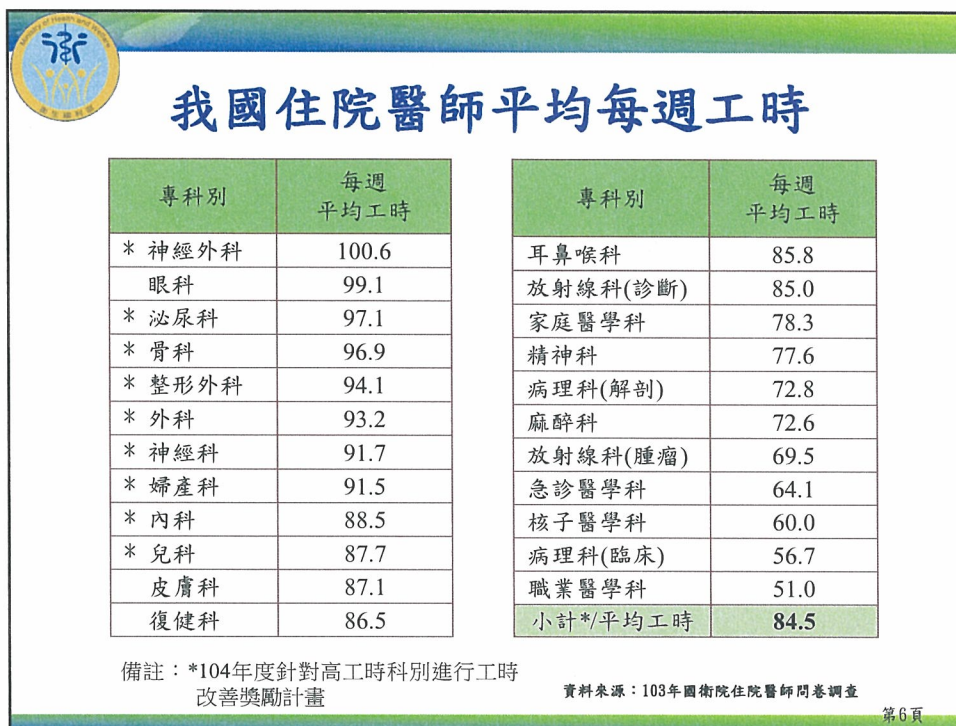 Ministry of Health and Welfare
衛生福利部
我國住院醫師平均每週工時
專科別 每週平均工時
* 神經外科 100.6
眼科 99.1
* 泌尿科 97.1
* 骨科 96.9
* 整形外科 94.1
* 外科 93.2
* 神經科 91.7
* 婦產科 91.5
* 內科 88.5
* 兒科 87.7
皮膚科 87.1
復健科 86.5
專科別 每週平均工時
耳鼻喉科 85.8
放射線科(診斷) 85.0
家庭醫學科 78.3
精神科 77.6
病理科(解剖) 72.8
麻醉科 72.6
放射線科(腫瘤) 69.5
急診醫學科 64.1
核子醫學科 60.0
病理科(臨床) 56.7
職業醫學科 51.0
小計*/平均工時 84.5
備註：*104年度針對高工時科別進行工時
改善獎勵計畫
資料來源：103年國衛院住院醫師問卷調查
第6頁